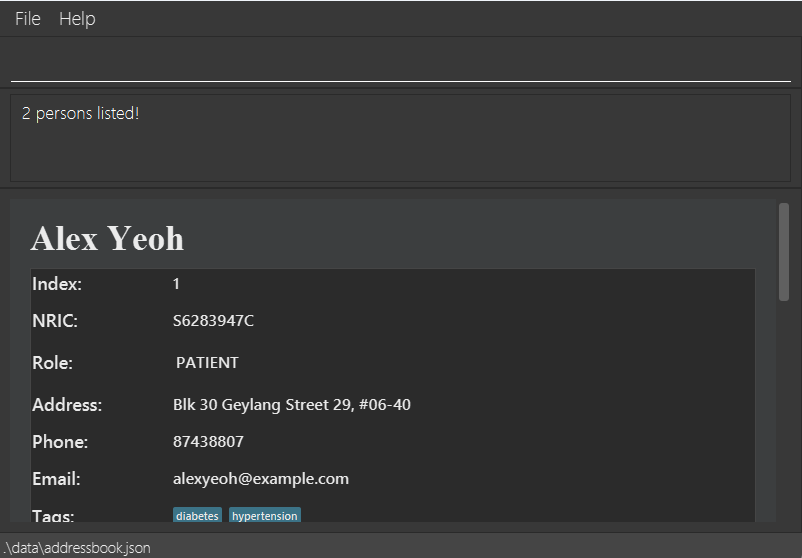 File Help
2 persons listed!
Alex Yeoh
Index: 1
NRIC: S6283947C
Role: PATIENT
Address: Blk 30 Geylang Street 29, #06-40
Phone: 87438807
Email: alexyeoh@example.com
Tags: diabetes hypertension
.\data\addressbook.json